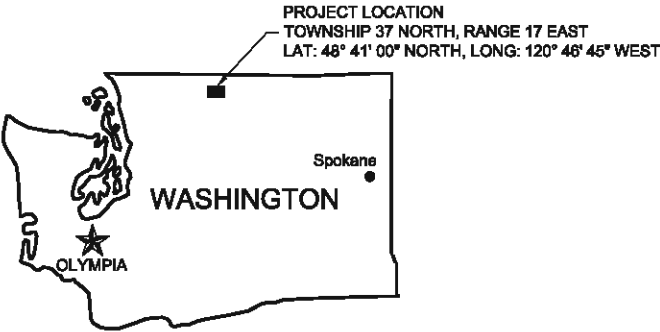 PROJECT LOCATION
TOWNSHIP 37 NORTH, RANGE 17 EAST
LAT: 48° 41' 00" NORTH, LONG: 120° 46' 45" WEST
Spokane
WASHINGTON
OLYMPIA